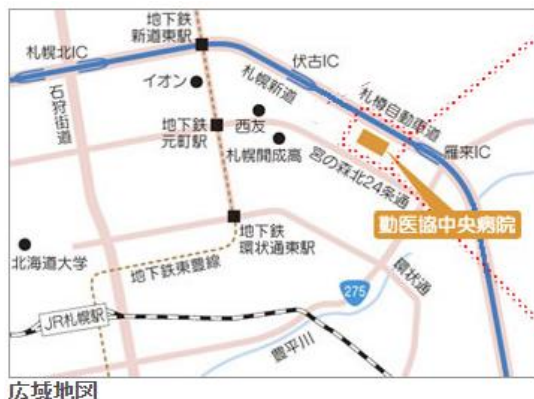 地下鉄
新道東駅
札幌北IC
伏古IC
イオン
札幌新道
札樽自動車道
石狩街道
西友
地下鉄
元町駅
札幌開成高
雁来IC
宮の森北24条通
勤医協中央病院
地下鉄
環状通東駅
北海道大学
地下鉄東豊線
環状通
275
JR札幌駅
豊平川
広域地図